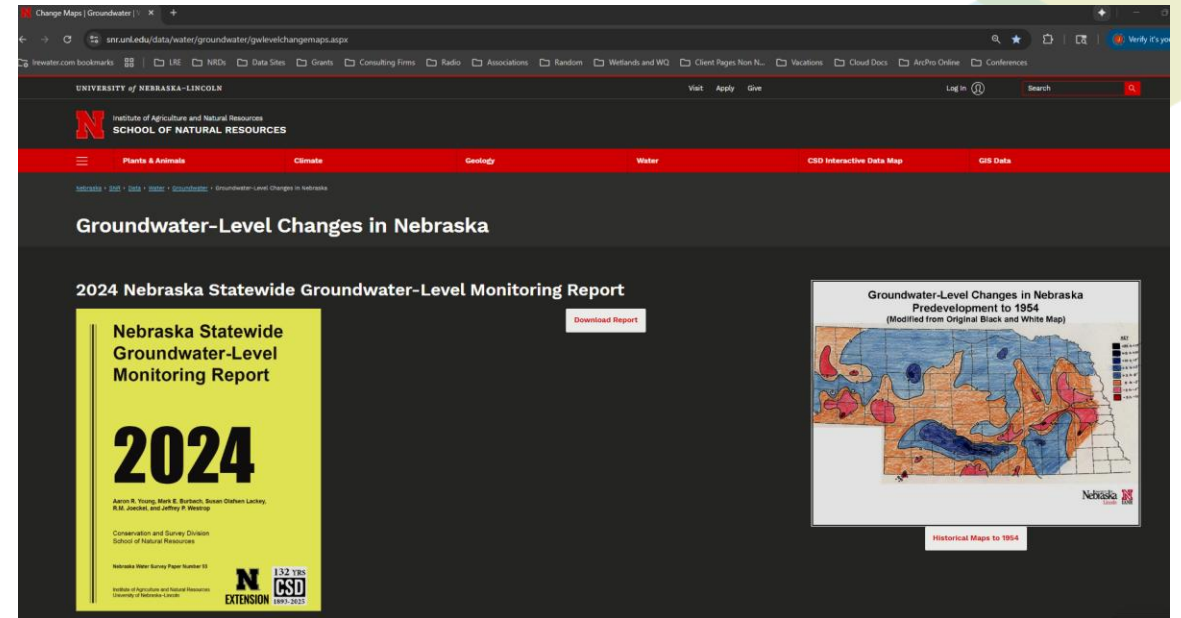 Change Maps | Groundwater |
snr.unl.edu/data/water/groundwater/gwlevelchangemaps.aspx
Verify it's you
lrewater.com bookmarks LRE NRDs Data Sites Grants Consulting Firms Radio Associations Random Wetlands and WQ Client Pages Non N... Vacations Cloud Docs ArcPro Online Conferences
UNIVERSITY of NEBRASKA–LINCOLN Visit Apply Give Log In Search
Institute of Agriculture and Natural Resources
SCHOOL OF NATURAL RESOURCES
Plants & Animals Climate Geology Water CSD Interactive Data Map GIS Data
Nebraska › SNR › Data › Water › Groundwater › Groundwater-Level Changes in Nebraska
Groundwater-Level Changes in Nebraska
2024 Nebraska Statewide Groundwater-Level Monitoring Report
Download Report
Nebraska Statewide
Groundwater-Level
Monitoring Report
2024
Aaron R. Young, Mark E. Burbach, Susan Olafsen Lackey,
R.M. Joeckel, and Jeffrey P. Westrop
Conservation and Survey Division
School of Natural Resources
Nebraska Water Survey Paper Number
Institute of Agriculture and Natural Resources
University of Nebraska–Lincoln
N
EXTENSION
132 YRS
CSD
1893-2025
Groundwater-Level Changes in Nebraska
Predevelopment to 1954
(Modified from Original Black and White Map)
KEY
Nebraska
Lincoln
Historical Maps to 1954